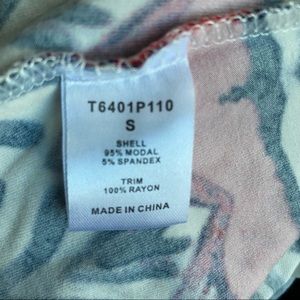 T6401P110
S
SHELL
95% MODAL
5% SPANDEX
TRIM
100% RAYON
MADE IN CHINA